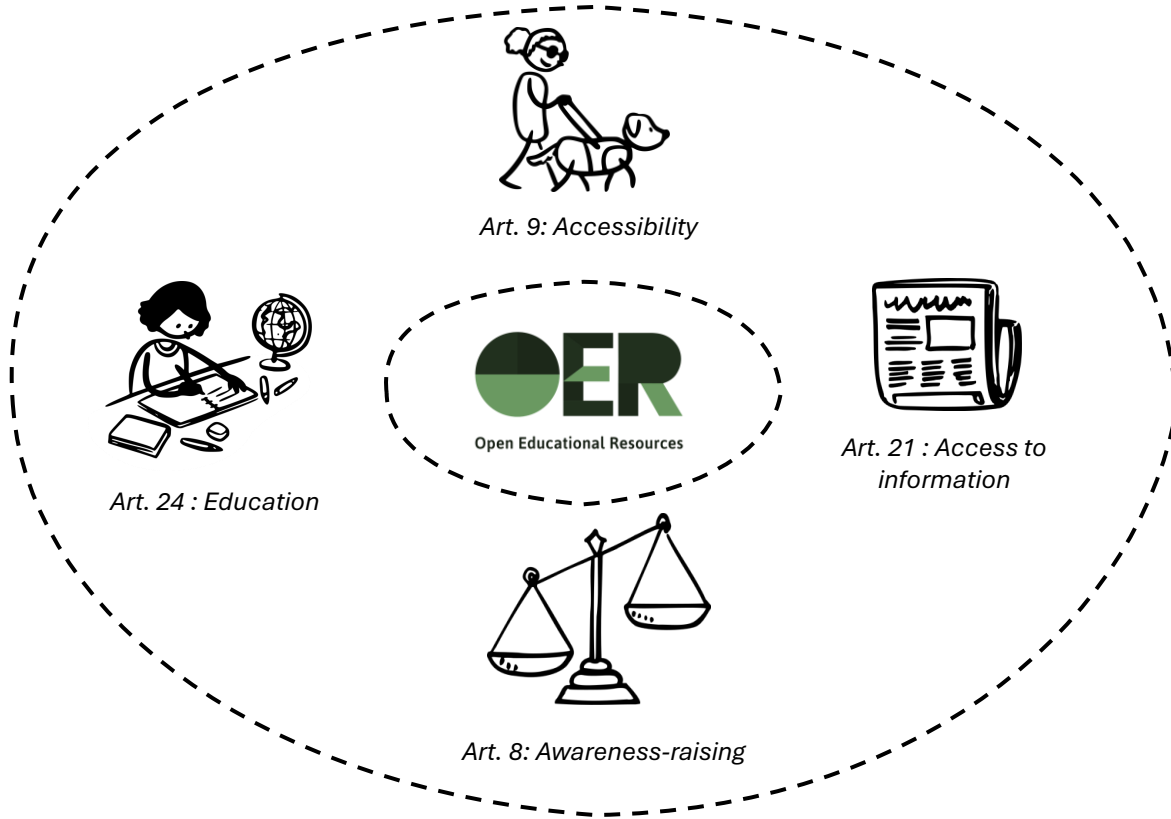 Art. 9: Accessibility
OER
Open Educational Resources
Art. 24 : Education
Art. 21 : Access to
information
Art. 8: Awareness-raising